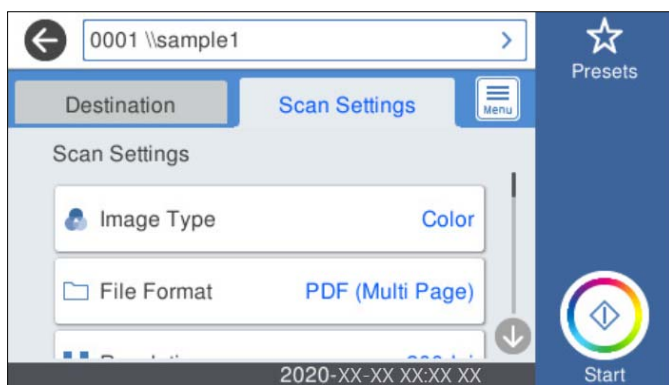 0001 \\sample1
Presets
Destination
Scan Settings
Menu
Scan Settings
Image Type
Color
File Format
PDF (Multi Page)
2020-XX-XX XX:XX XX
Start